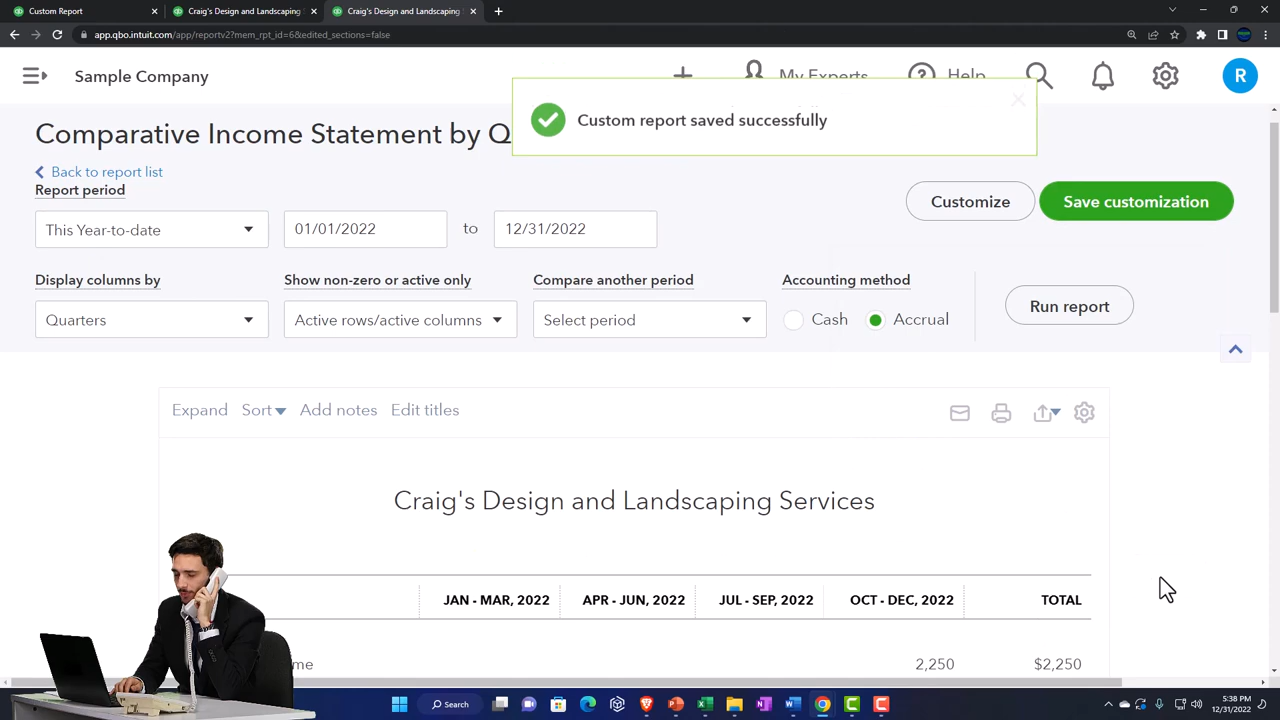 Custom Report
Craig's Design and Landscaping
Craig's Design and Landscaping S
app.qbo.intuit.com/app/reportv2?mem_rpt_id=6&edited_sections=false
Sample Company
My Experts
Help
R
Custom report saved successfully
Comparative Income Statement by Q
Back to report list
Report period
Customize
Save customization
This Year-to-date
01/01/2022
to
12/31/2022
Display columns by
Show non-zero or active only
Compare another period
Accounting method
Quarters
Active rows/active columns
Select period
Cash
Accrual
Run report
Expand
Sort
Add notes
Edit titles
Craig's Design and Landscaping Services
JAN - MAR, 2022 APR - JUN, 2022 JUL - SEP, 2022 OCT - DEC, 2022 TOTAL
me 2,250 $2,250
Search
5:38 PM
12/31/2022